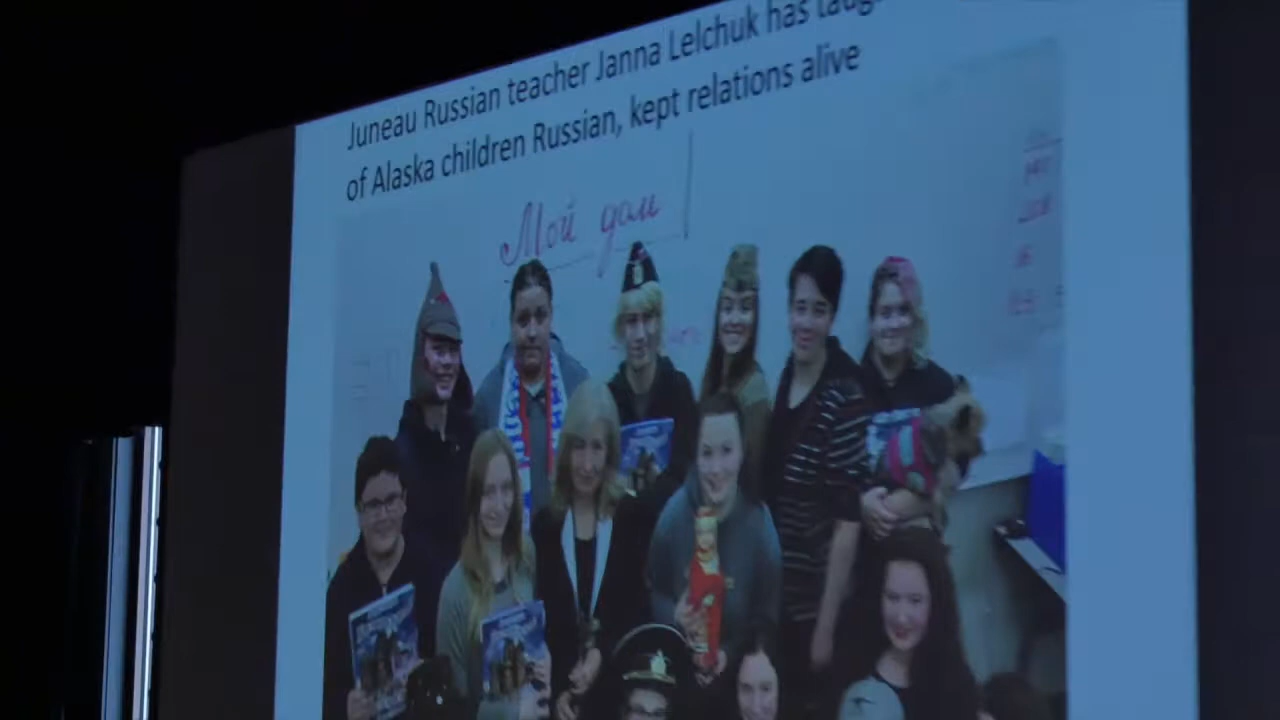 Juneau Russian teacher Janna Lelchuk has
of Alaska children Russian, kept relations alive
Мой дом